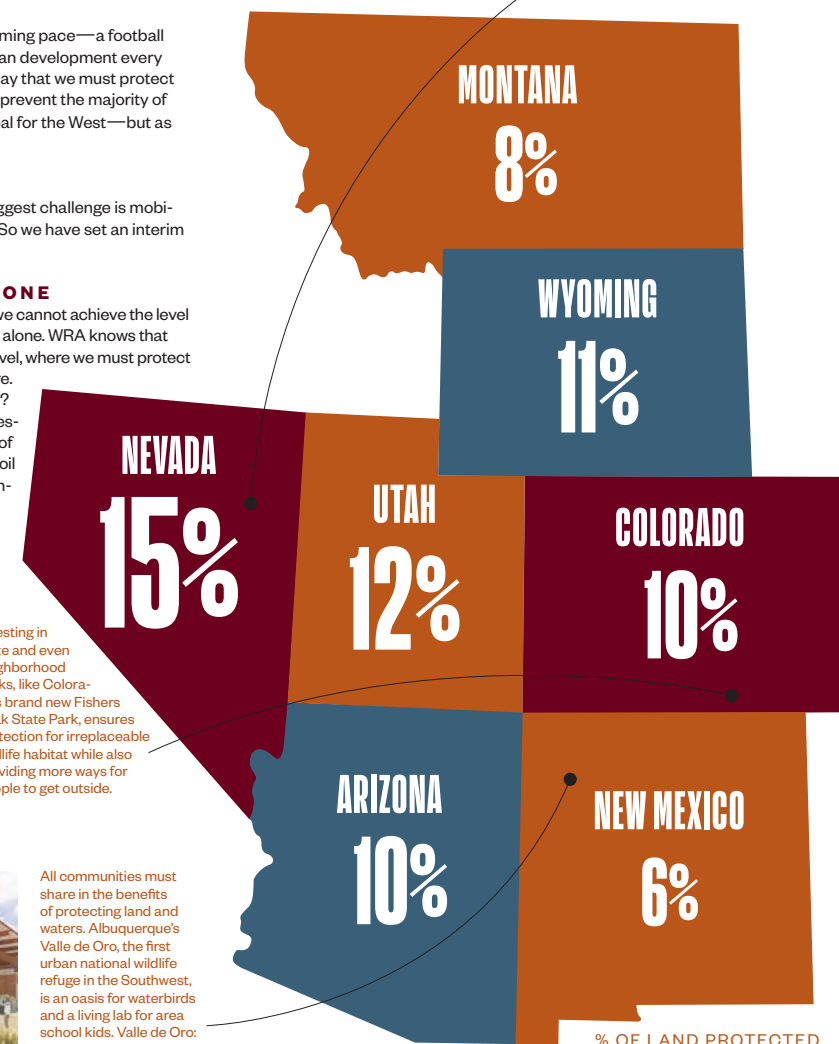 ming pace—a football
an development every
ay that we must protect
prevent the majority of
al for the West—but as
ggest challenge is mobi-
So we have set an interim
ONE
we cannot achieve the level
alone. WRA knows that
vel, where we must protect
e.
?
es-
of
oil
n-
MONTANA
8%
WYOMING
11%
NEVADA
15%
UTAH
12%
COLORADO
10%
esting in
te and even
ghborhood
ks, like Colora-
s brand new Fishers
ak State Park, ensures
tection for irreplaceable
dlife habitat while also
viding more ways for
ple to get outside.
ARIZONA
10%
NEW MEXICO
6%
All communities must
share in the benefits
of protecting land and
waters. Albuquerque's
Valle de Oro, the first
urban national wildlife
refuge in the Southwest,
is an oasis for waterbirds
and a living lab for area
school kids. Valle de Oro:
% OF LAND PROTECTED